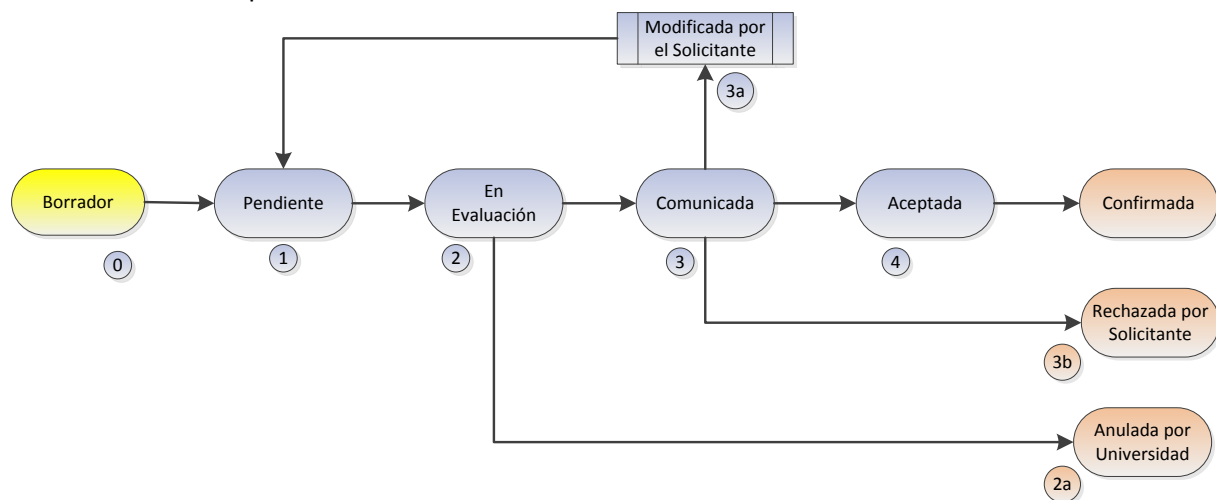 Modificada por
el Solicitante
3a
Borrador
Pendiente
En
Evaluación
Comunicada
Aceptada
Confirmada
0
1
2
3
4
Rechazada por
Solicitante
3b
Anulada por
Universidad
2a